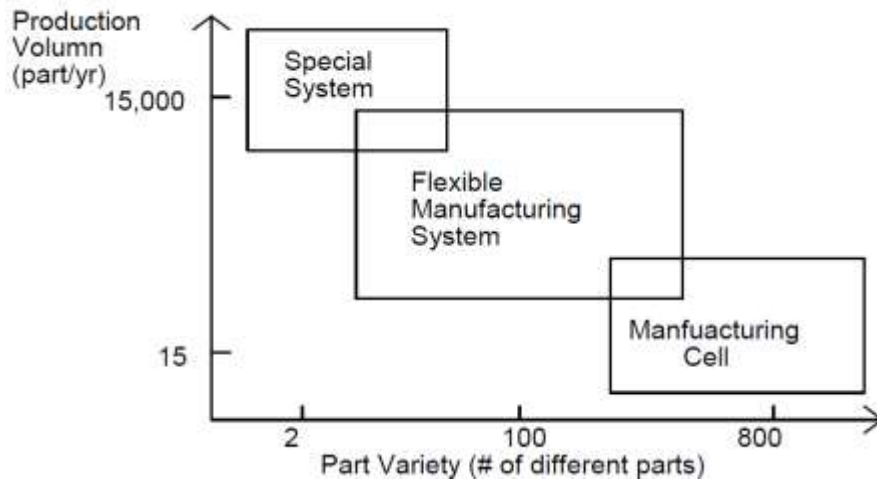 Production
Volumn
(part/yr)
15,000
15
Special
System
Flexible
Manufacturing
System
Manfuacturing
Cell
2
100
800
Part Variety (# of different parts)